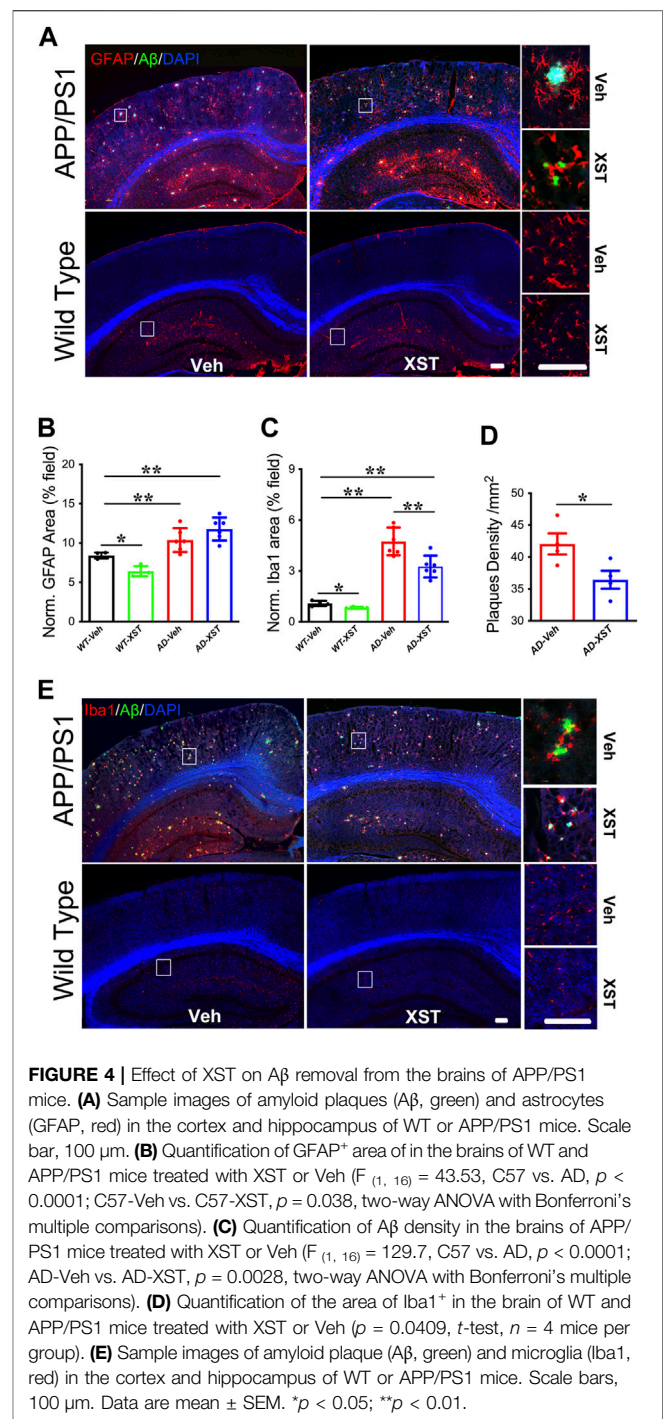 A
GFAP/Aβ/DAPI
APP/PS1
Wild Type
Veh
XST
Veh
XST
Veh
XST
B
Norm. GFAP Area (% field)
20
15
10
5
0
**
**
*
WT-Veh
WT-XST
AD-Veh
AD-XST
C
Norm. Iba1 area (% field)
9
6
3
0
**
**
**
*
WT-Veh
WT-XST
AD-Veh
AD-XST
D
Plaques Density /mm²
50
45
40
35
30
*
AD-Veh
AD-XST
E
Iba1/Aβ/DAPI
APP/PS1
Wild Type
Veh
XST
Veh
XST
Veh
XST
FIGURE 4 | Effect of XST on Aβ removal from the brains of APP/PS1
mice. (A) Sample images of amyloid plaques (Aβ, green) and astrocytes
(GFAP, red) in the cortex and hippocampus of WT or APP/PS1 mice. Scale
bar, 100 μm. (B) Quantification of GFAP⁺ area of in the brains of WT and
APP/PS1 mice treated with XST or Veh (F (1, 16) = 43.53, C57 vs. AD, p <
0.0001; C57-Veh vs. C57-XST, p = 0.038, two-way ANOVA with Bonferroni's
multiple comparisons). (C) Quantification of Aβ density in the brains of APP/
PS1 mice treated with XST or Veh (F (1, 16) = 129.7, C57 vs. AD, p < 0.0001;
AD-Veh vs. AD-XST, p = 0.0028, two-way ANOVA with Bonferroni's multiple
comparisons). (D) Quantification of the area of Iba1⁺ in the brain of WT and
APP/PS1 mice treated with XST or Veh (p = 0.0409, t-test, n = 4 mice per
group). (E) Sample images of amyloid plaque (Aβ, green) and microglia (Iba1,
red) in the cortex and hippocampus of WT or APP/PS1 mice. Scale bars,
100 μm. Data are mean ± SEM. *p < 0.05; **p < 0.01.